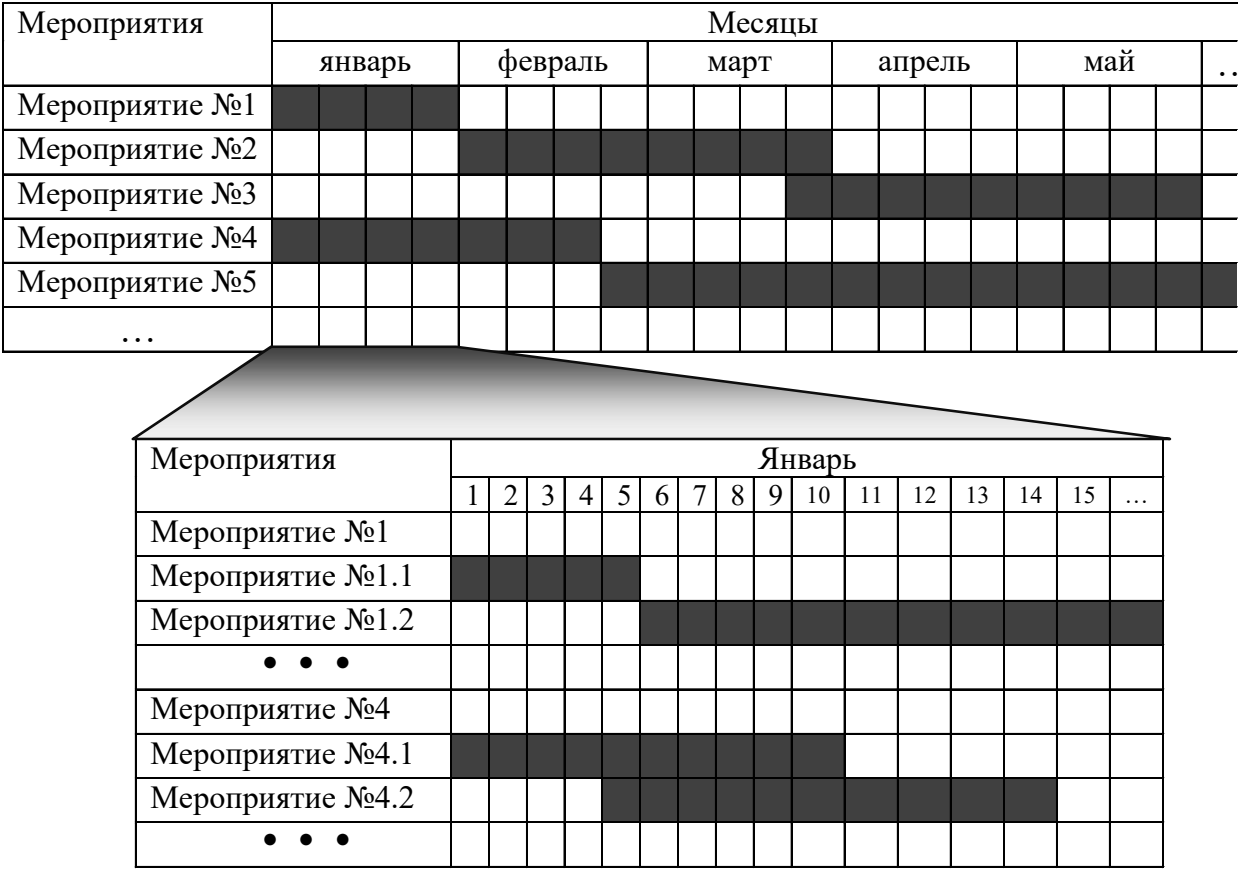 Мероприятия Месяцы
январь февраль март апрель май …
Мероприятие №1
Мероприятие №2
Мероприятие №3
Мероприятие №4
Мероприятие №5
…
Мероприятия Январь
1 2 3 4 5 6 7 8 9 10 11 12 13 14 15 …
Мероприятие №1
Мероприятие №1.1
Мероприятие №1.2
• • •
Мероприятие №4
Мероприятие №4.1
Мероприятие №4.2
• • •